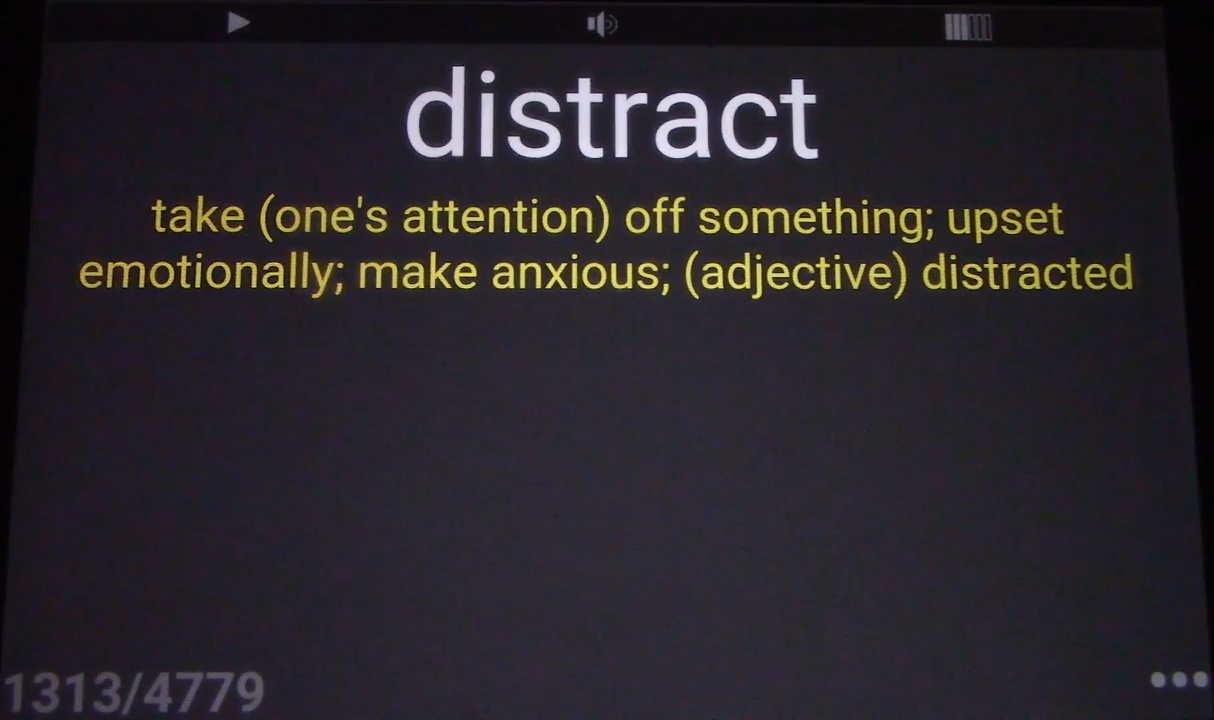 distract
take (one's attention) off something; upset
emotionally; make anxious; (adjective) distracted
1313/4779